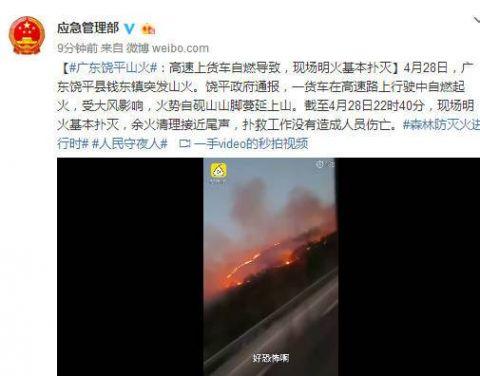 应急管理部
9分钟前 来自 微博 weibo.com
【#广东饶平山火#：高速上货车自燃导致，现场明火基本扑灭】4月28日，广
东饶平县钱东镇突发山火。饶平政府通报，一货车在高速路上行驶中自燃起
火，受大风影响，火势自砚山山脚蔓延上山。截至4月28日22时40分，现场明
火基本扑灭，余火清理接近尾声，扑救工作没有造成人员伤亡。#森林防灭火进
行时# #人民守夜人# 一手video的秒拍视频
好恐怖啊